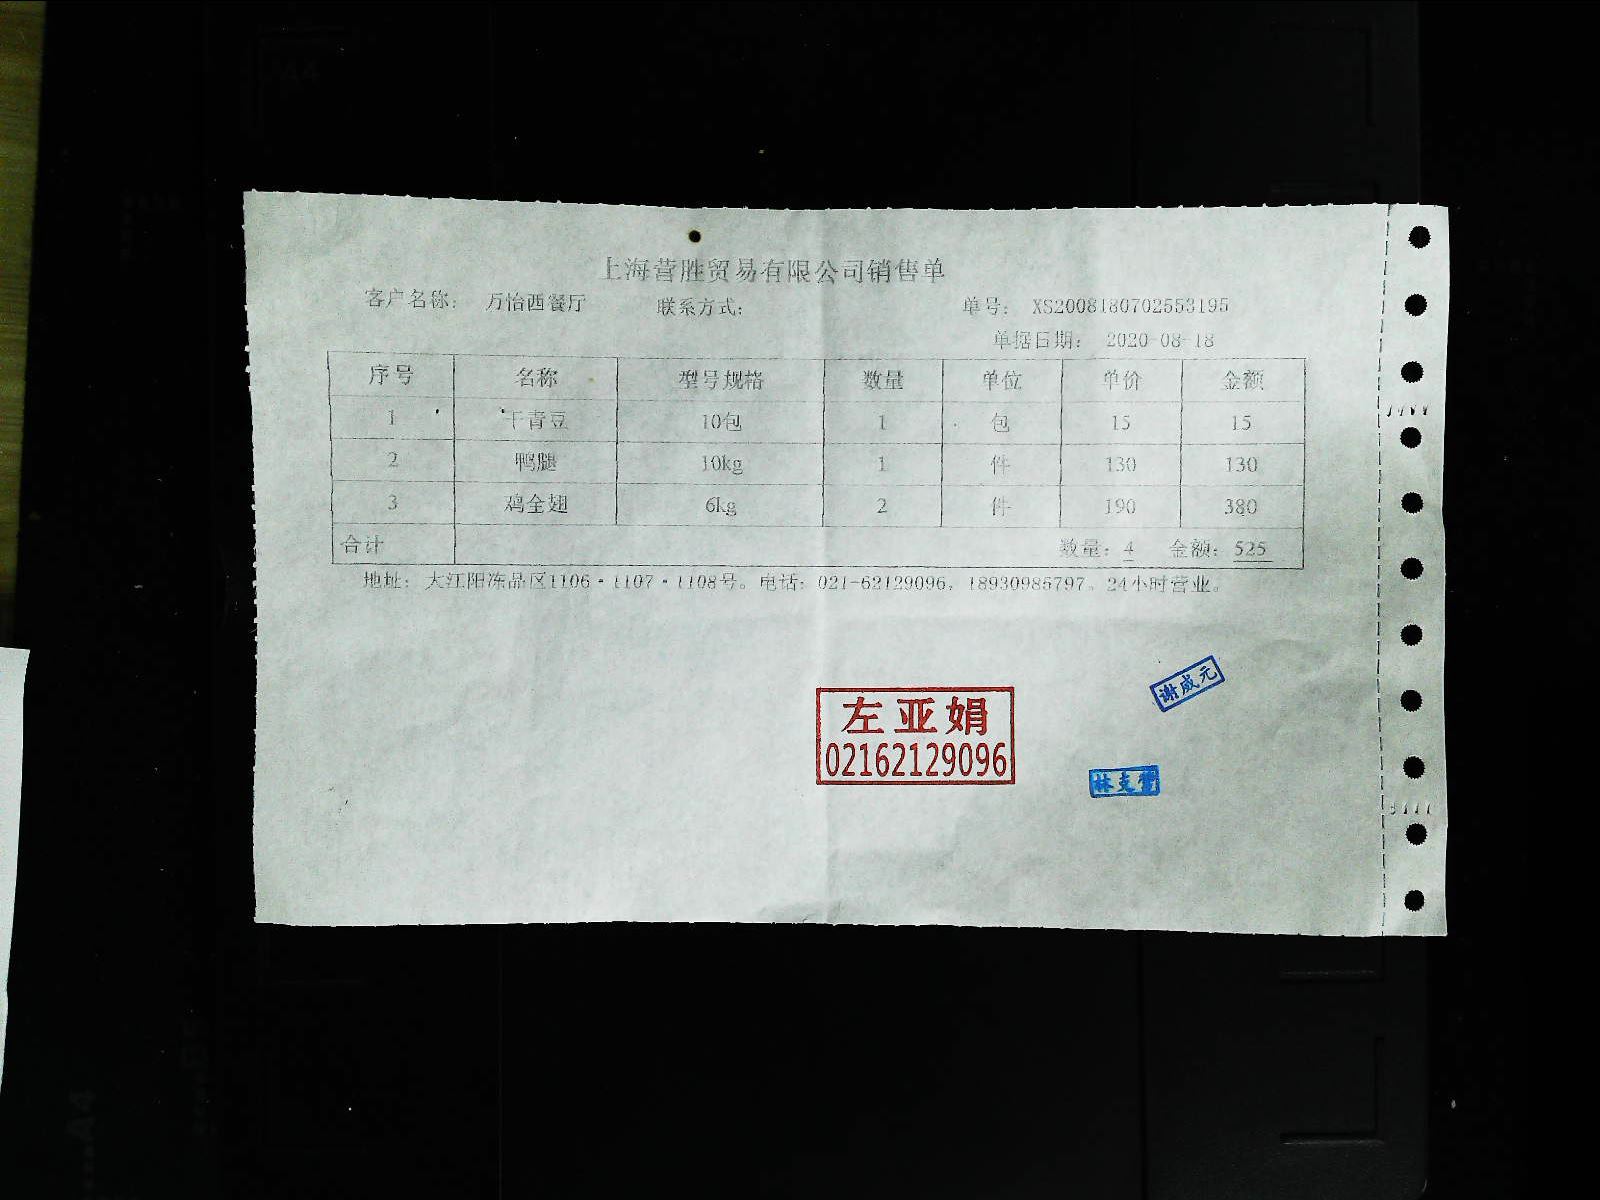 上海营胜贸易有限公司销售单
客户名称: 万怡西餐厅 联系方式: 单号: XS2008180702553195
单据日期: 2020-08-18
序号 名称 型号规格 数量 单位 单价 金额
1 干青豆 10包 1 包 15 15
2 鸭腿 10kg 1 件 130 130
3 鸡全翅 6kg 2 件 190 380
合计 数量: 4 金额: 525
地址: 大江阳冻品区1106·1107·1108号。电话: 021-62129096, 18930985797。24小时营业。
谢威元
左亚娟
02162129096
林克
A4